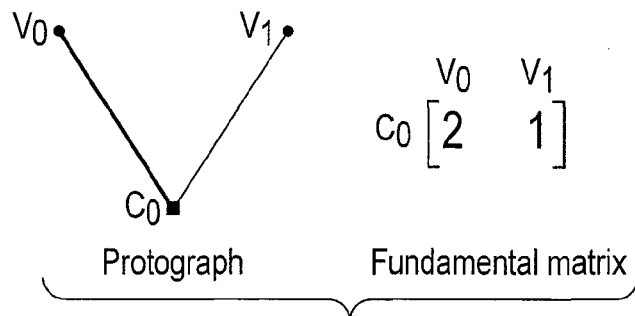 V0 V1
V0 V1
C0 [2 1]
C0
Protograph Fundamental matrix